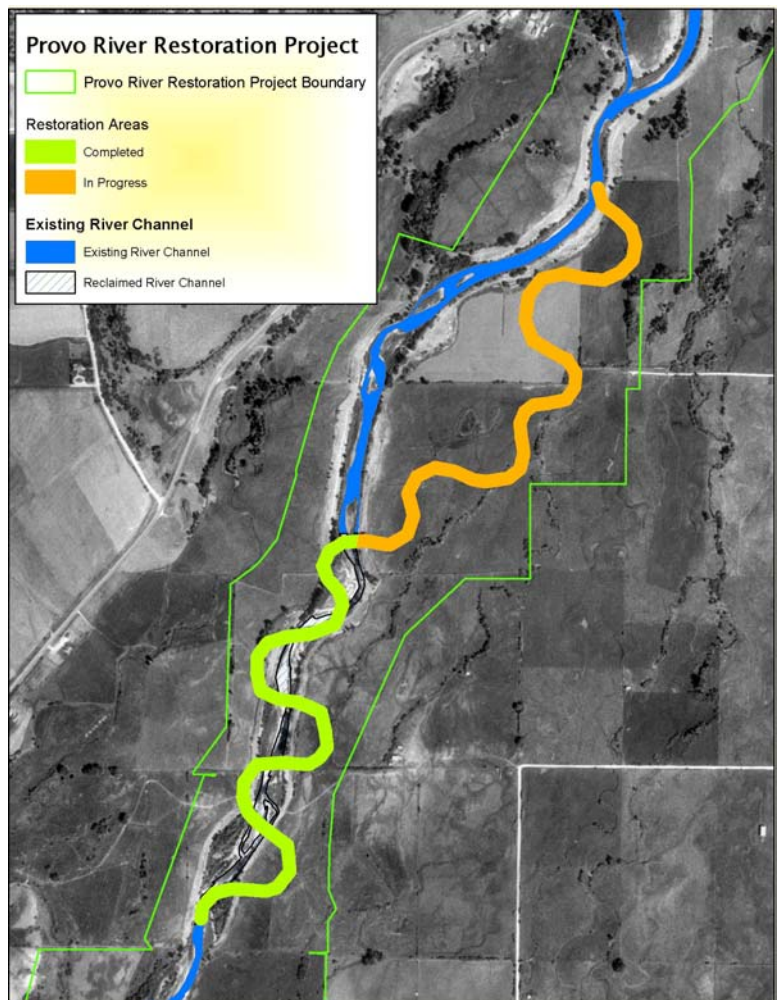 Provo River Restoration Project
Provo River Restoration Project Boundary
Restoration Areas
Completed
In Progress
Existing River Channel
Existing River Channel
Reclaimed River Channel